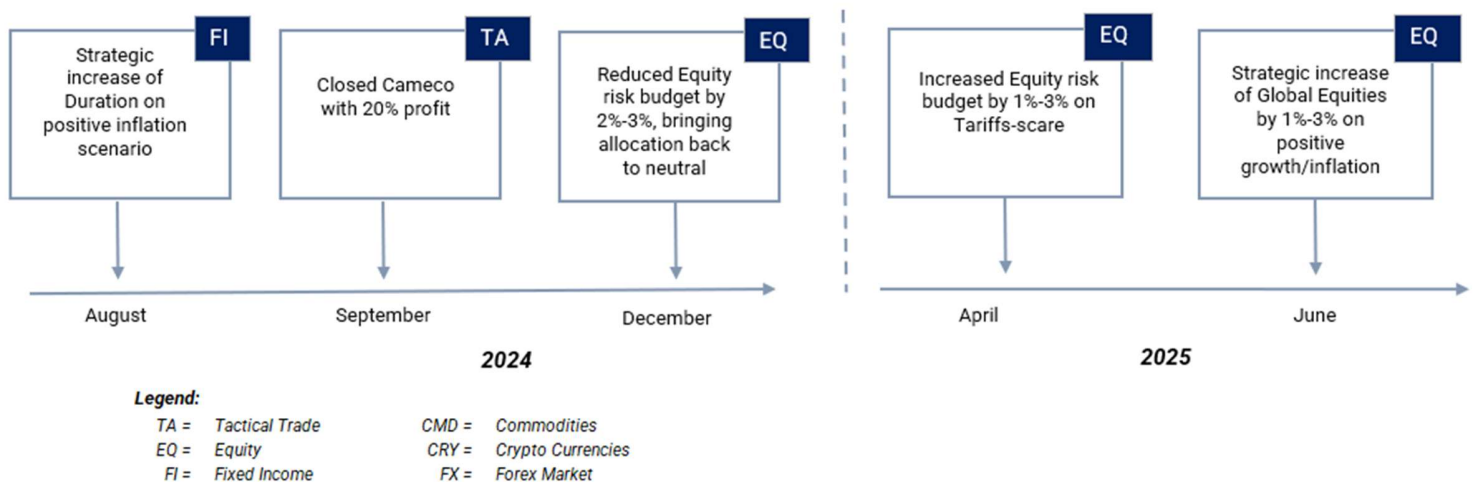 FI
Strategic
increase of
Duration on
positive inflation
scenario
TA
Closed Cameco
with 20% profit
EQ
Reduced Equity
risk budget by
2%-3%, bringing
allocation back
to neutral
EQ
Increased Equity risk
budget by 1%-3% on
Tariffs-scare
EQ
Strategic increase
of Global Equities
by 1%-3% on
positive
growth/inflation
August
September
December
April
June
2024
2025
Legend:
TA = Tactical Trade
EQ = Equity
FI = Fixed Income
CMD = Commodities
CRY = Crypto Currencies
FX = Forex Market